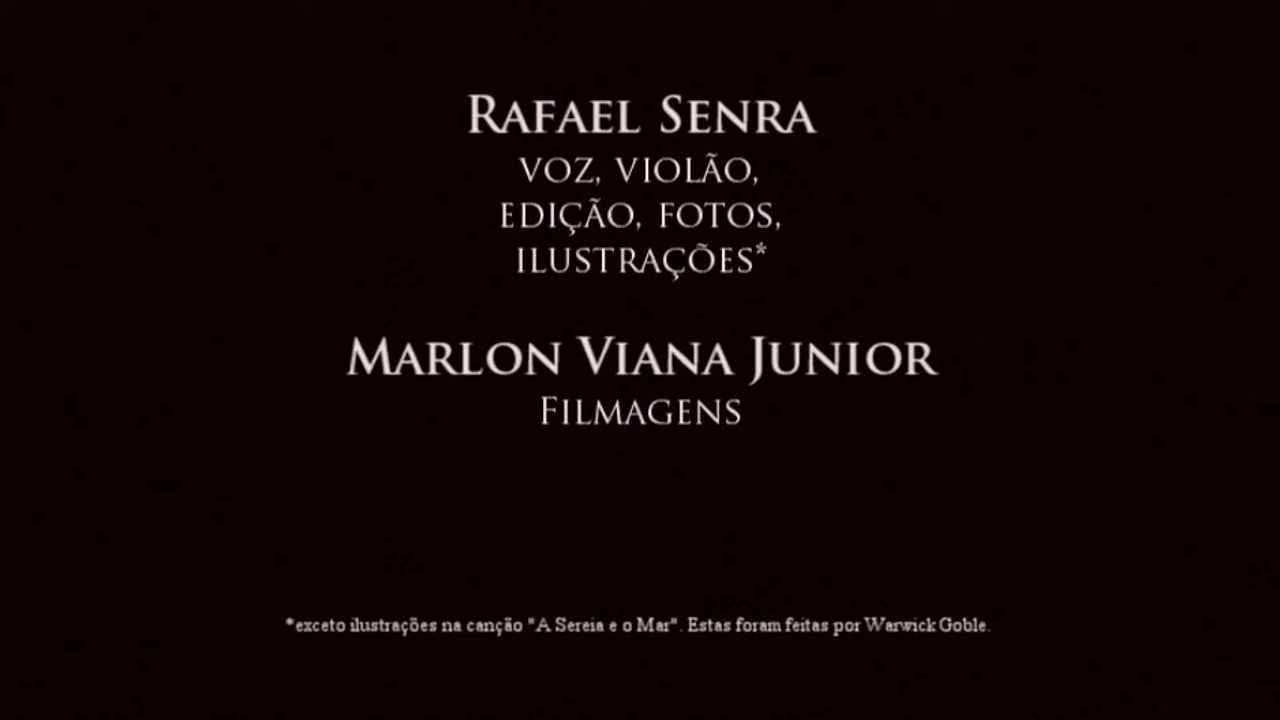 Rafael Senra
voz, violão,
edição, fotos,
ilustrações*
Marlon Viana Junior
Filmagens
*exceto ilustrações na canção "A Sereia e o Mar". Estas foram feitas por Warwick Goble.